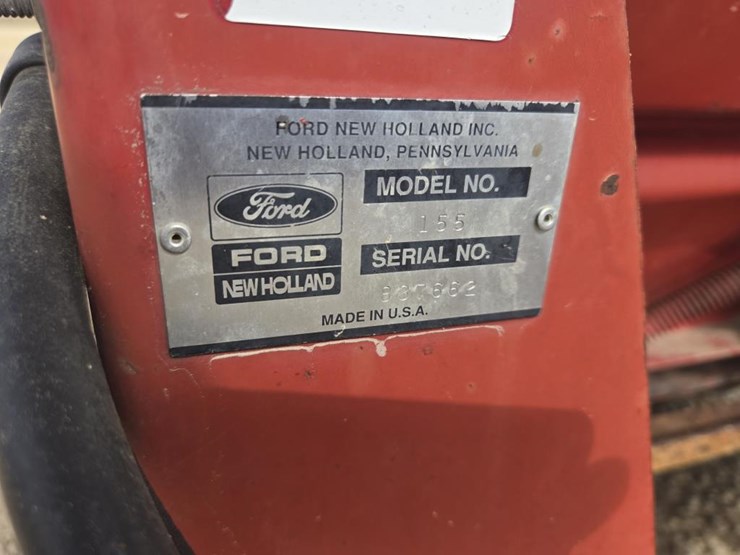 FORD NEW HOLLAND INC.
NEW HOLLAND, PENNSYLVANIA
Ford
FORD
NEW HOLLAND
MODEL NO.
155
SERIAL NO.
MADE IN U.S.A.